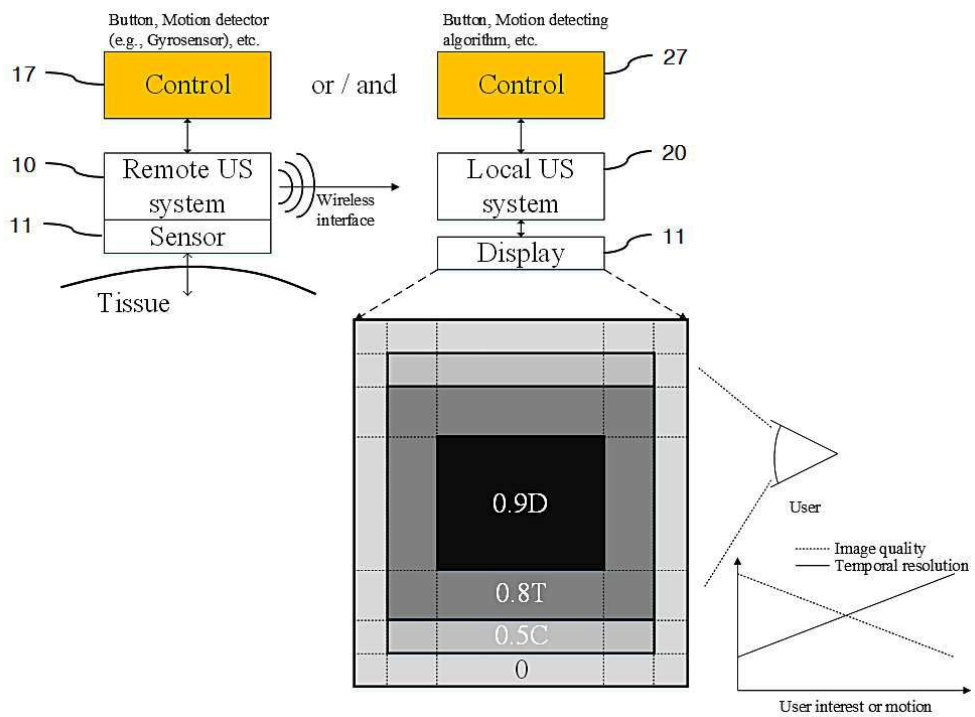 Button, Motion detector
(e.g., Gyrosensor), etc.
Button, Motion detecting
algorithm, etc.
17
Control
or / and
Control
27
10
Remote US
system
Wireless
interface
Local US
system
20
11
Sensor
Display
11
Tissue
0.9D
0.8T
0.5C
0
User
Image quality
Temporal resolution
User interest or motion